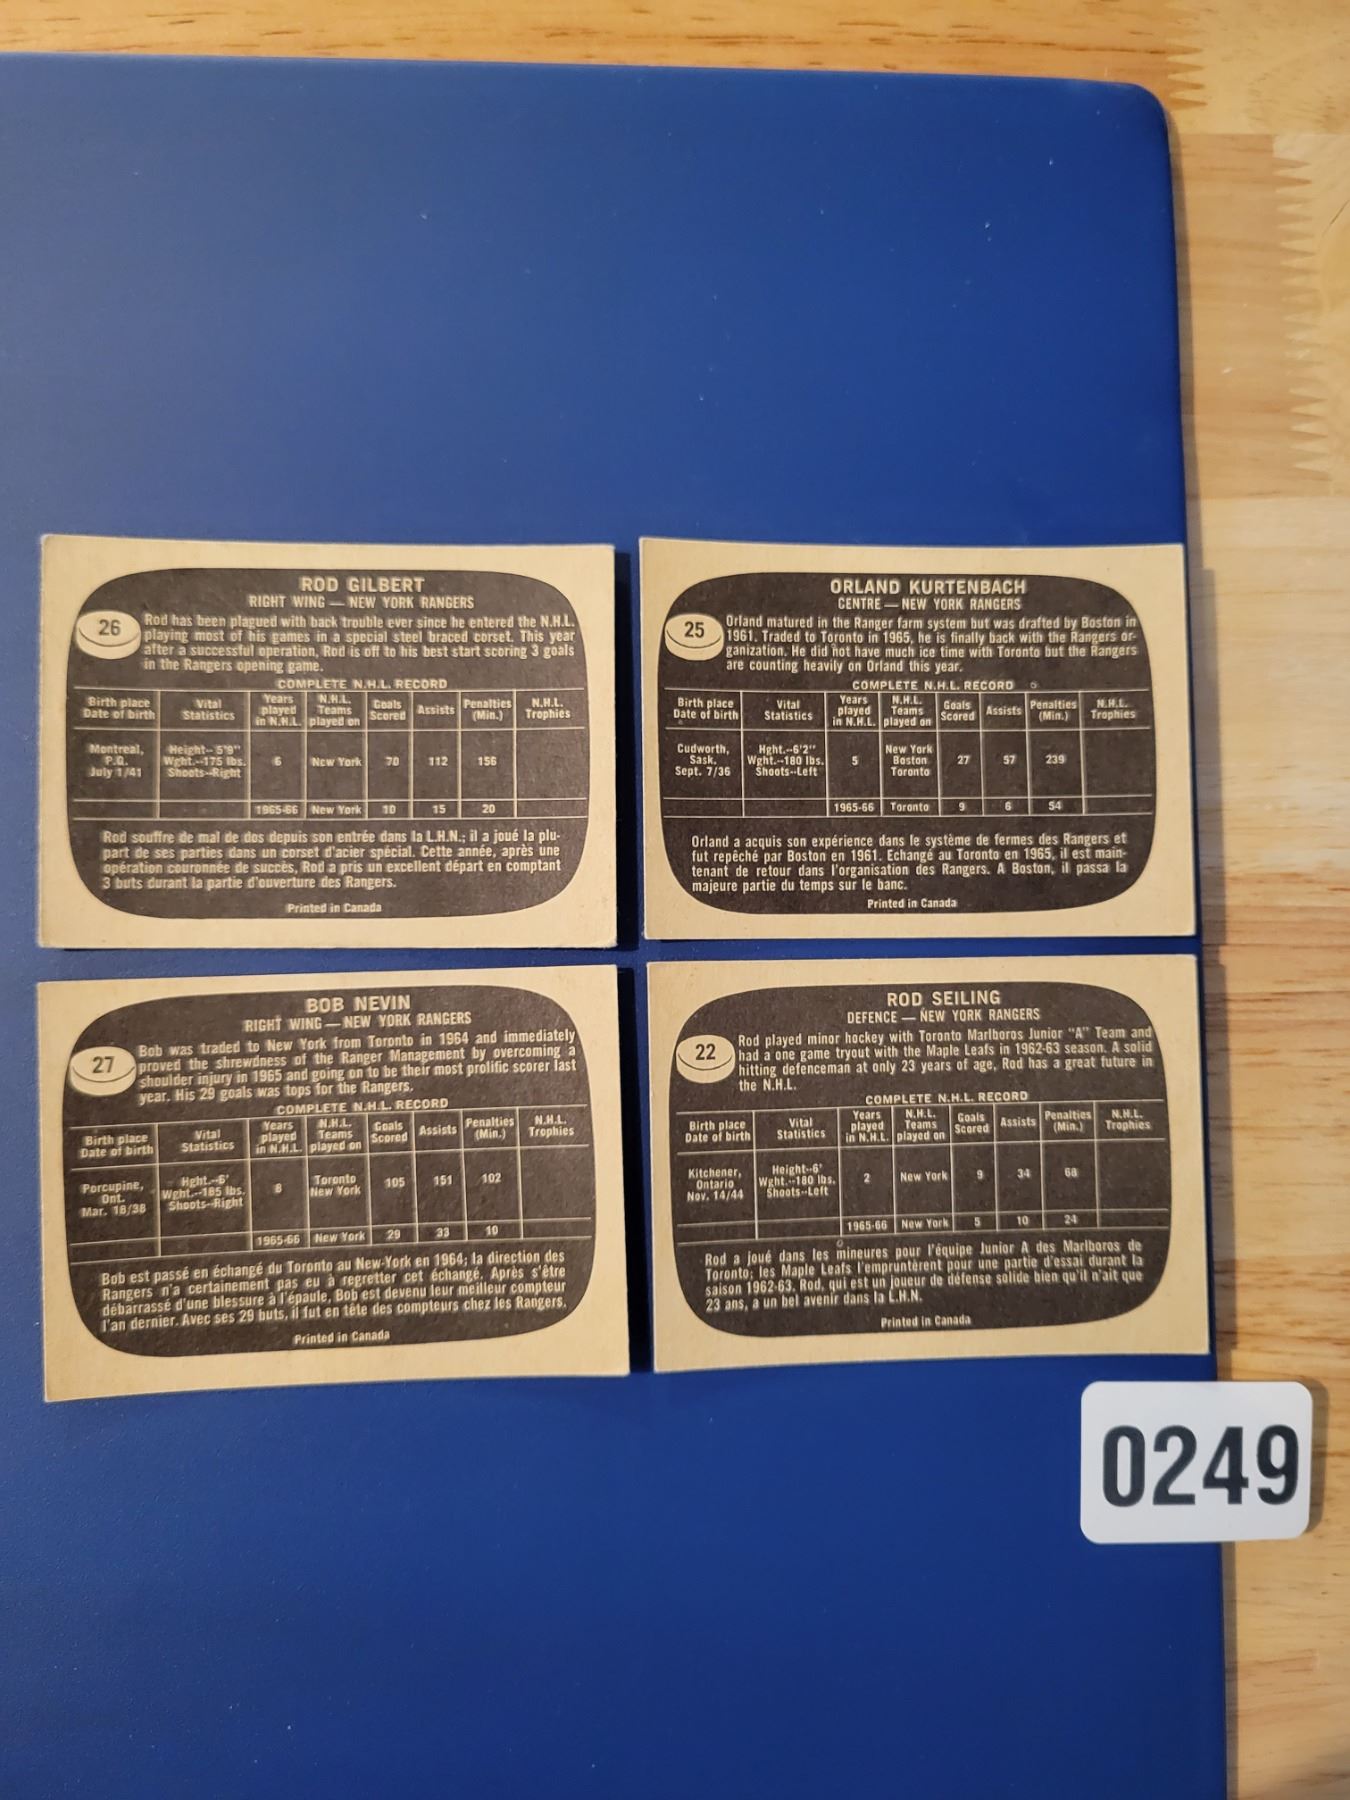 ROD GILBERT
RIGHT WING — NEW YORK RANGERS
26
Rod has been plagued with back trouble ever since he entered the N.H.L.
playing most of his games in a special steel braced corset. This year
after a successful operation, Rod is off to his best start scoring 3 goals
in the Rangers opening game.
COMPLETE N.H.L. RECORD
Birth place Date of birth Vital Statistics Years played in N.H.L. N.H.L. Teams played on Goals Scored Assists Penalties (Min.) N.H.L. Trophies
Montreal, P.Q. July 1/41 Height--5'9" Wght.--175 lbs. Shoots--Right 6 New York 70 112 156
1965-66 New York 10 15 20
Rod souffre de mal de dos depuis son entrée dans la L.H.N.; il a joué la plu-
part de ses parties dans un corset d'acier spécial. Cette année, après une
opération couronnée de succès, Rod a pris un excellent départ en comptant
3 buts durant la partie d'ouverture des Rangers.
Printed in Canada
ORLAND KURTENBACH
CENTRE — NEW YORK RANGERS
25
Orland matured in the Ranger farm system but was drafted by Boston in
1961. Traded to Toronto in 1965, he is finally back with the Rangers or-
ganization. He did not have much ice time with Toronto but the Rangers
are counting heavily on Orland this year.
COMPLETE N.H.L. RECORD
Birth place Date of birth Vital Statistics Years played in N.H.L. N.H.L. Teams played on Goals Scored Assists Penalties (Min.) N.H.L. Trophies
Cudworth, Sask. Sept. 7/36 Hght.--6'2" Wght.--180 lbs. Shoots--Left 5 New York Boston Toronto 27 57 239
1965-66 Toronto 9 6 54
Orland a acquis son expérience dans le système de fermes des Rangers et
fut repêché par Boston en 1961. Echangé au Toronto en 1965, il est main-
tenant de retour dans l'organisation des Rangers. A Boston, il passa la
majeure partie du temps sur le banc.
Printed in Canada
BOB NEVIN
RIGHT WING — NEW YORK RANGERS
27
Bob was traded to New York from Toronto in 1964 and immediately
proved the shrewdness of the Ranger Management by overcoming a
shoulder injury in 1965 and going on to be their most prolific scorer last
year. His 29 goals was tops for the Rangers.
COMPLETE N.H.L. RECORD
Birth place Date of birth Vital Statistics Years played in N.H.L. N.H.L. Teams played on Goals Scored Assists Penalties (Min.) N.H.L. Trophies
Porcupine, Ont. Mar. 18/38 Hght.--6' Wght.--185 lbs. Shoots--Right 8 Toronto New York 105 151 102
1965-66 New York 29 33 10
Bob est passé en échange du Toronto au New-York en 1964; la direction des
Rangers n'a certainement pas eu à regretter cet échange. Après s'être
débarrassé d'une blessure à l'épaule, Bob est devenu leur meilleur compteur
l'an dernier. Avec ses 29 buts, il fut en tête des compteurs chez les Rangers.
Printed in Canada
ROD SEILING
DEFENCE — NEW YORK RANGERS
22
Rod played minor hockey with Toronto Marlboros Junior "A" Team and
had a one game tryout with the Maple Leafs in 1962-63 season. A solid
hitting defenceman at only 23 years of age, Rod has a great future in
the N.H.L.
COMPLETE N.H.L. RECORD
Birth place Date of birth Vital Statistics Years played in N.H.L. N.H.L. Teams played on Goals Scored Assists Penalties (Min.) N.H.L. Trophies
Kitchener, Ontario Nov. 14/44 Height--6' Wght.--180 lbs. Shoots--Left 2 New York 9 34 68
1965-66 New York 5 10 24
Rod a joué dans les mineures pour l'équipe Junior A des Marlboros de
Toronto; les Maple Leafs l'empruntèrent pour une partie d'essai durant la
saison 1962-63. Rod, qui est un joueur de défense solide bien qu'il n'ait que
23 ans, a un bel avenir dans la L.H.N.
Printed in Canada
0249